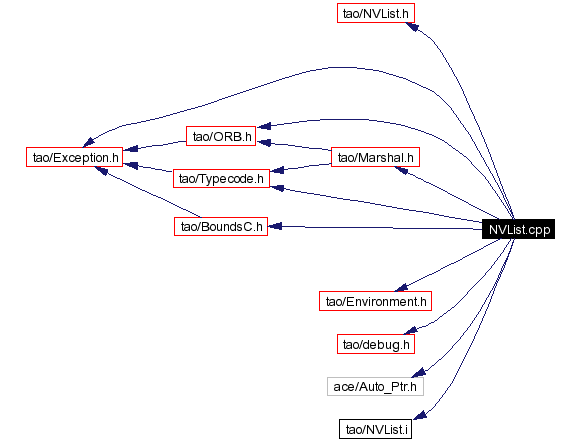 tao/NVList.h
tao/ORB.h
tao/Exception.h
tao/Marshal.h
tao/Typecode.h
tao/BoundsC.h
NVList.cpp
tao/Environment.h
tao/debug.h
ace/Auto_Ptr.h
tao/NVList.i